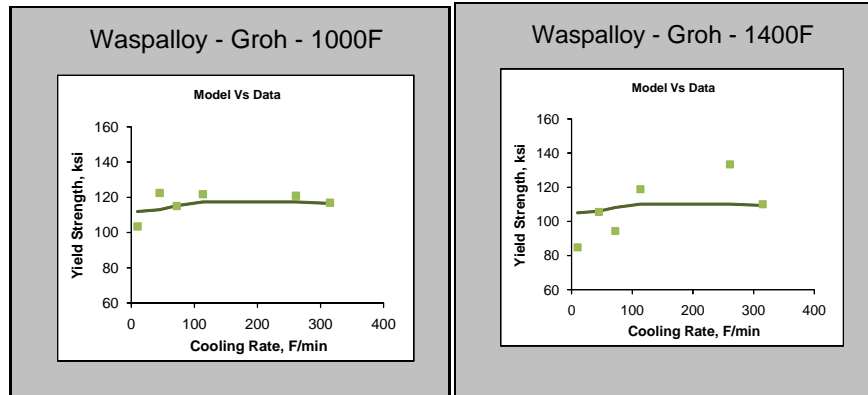 Waspalloy - Groh - 1000F
Model Vs Data
Yield Strength, ksi
160
140
120
100
80
60
0 100 200 300 400
Cooling Rate, F/min
Waspalloy - Groh - 1400F
Model Vs Data
Yield Strength, ksi
160
140
120
100
80
60
0 100 200 300 400
Cooling Rate, F/min